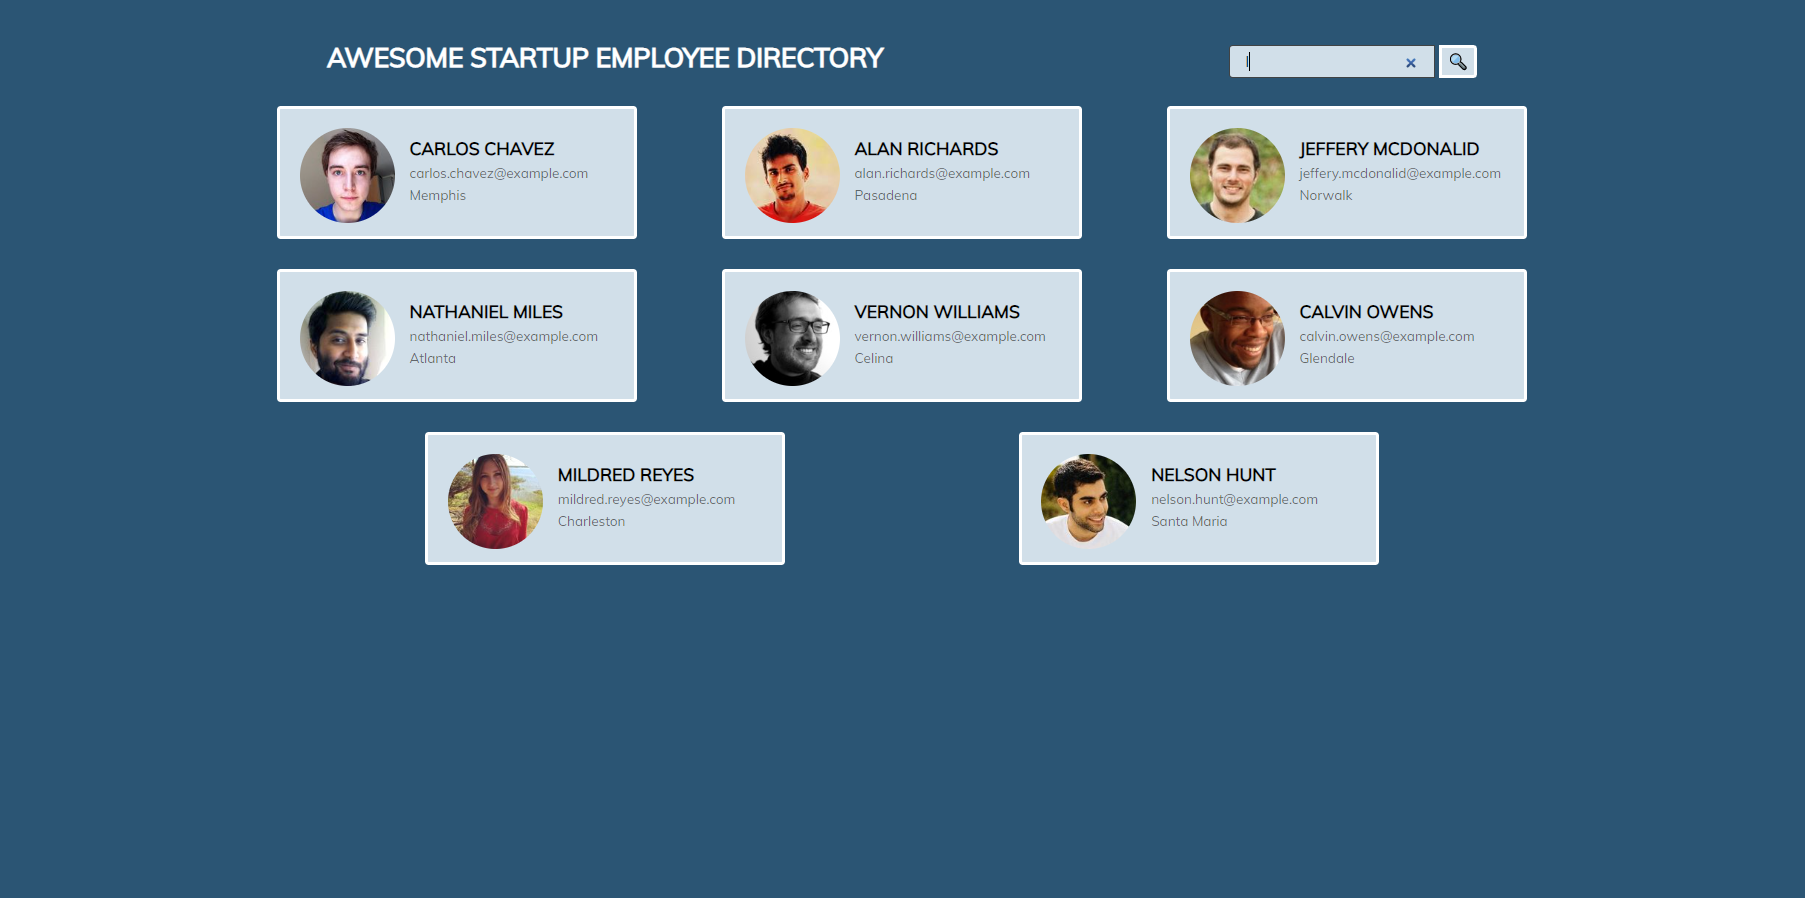 AWESOME STARTUP EMPLOYEE DIRECTORY
l
×
CARLOS CHAVEZ
carlos.chavez@example.com
Memphis
ALAN RICHARDS
alan.richards@example.com
Pasadena
JEFFERY MCDONALID
jeffery.mcdonalid@example.com
Norwalk
NATHANIEL MILES
nathaniel.miles@example.com
Atlanta
VERNON WILLIAMS
vernon.williams@example.com
Celina
CALVIN OWENS
calvin.owens@example.com
Glendale
MILDRED REYES
mildred.reyes@example.com
Charleston
NELSON HUNT
nelson.hunt@example.com
Santa Maria